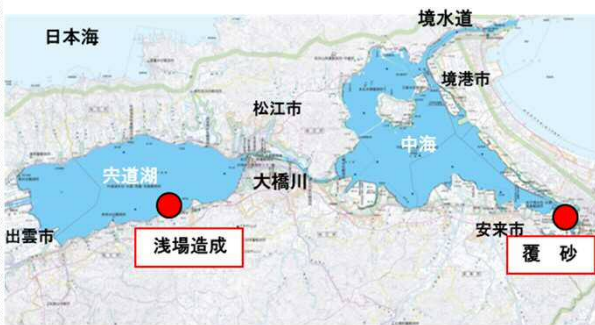 日本海
境水道
境港市
松江市
中海
宍道湖
大橋川
出雲市
浅場造成
安来市
覆 砂